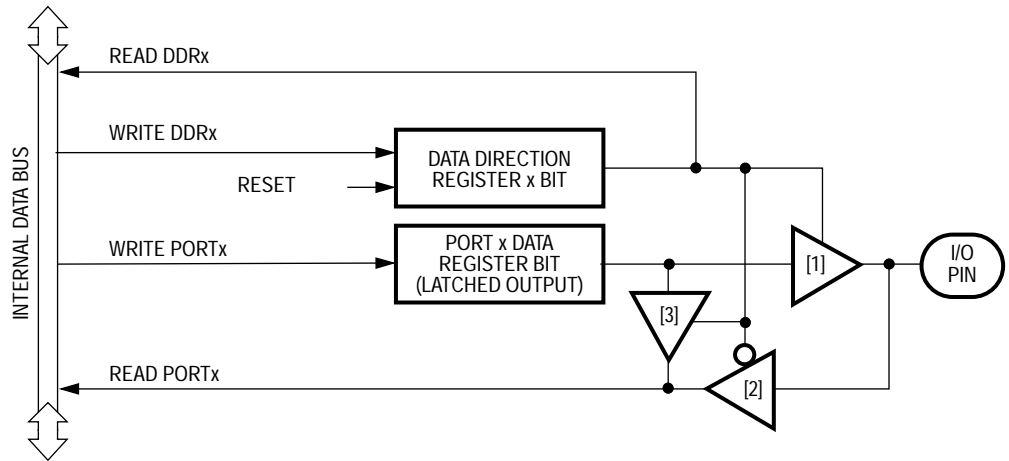 READ DDRx
WRITE DDRx
DATA DIRECTION
REGISTER x BIT
RESET
INTERNAL DATA BUS
WRITE PORTx
PORT x DATA
REGISTER BIT
(LATCHED OUTPUT)
[1]
I/O
PIN
[3]
READ PORTx
[2]